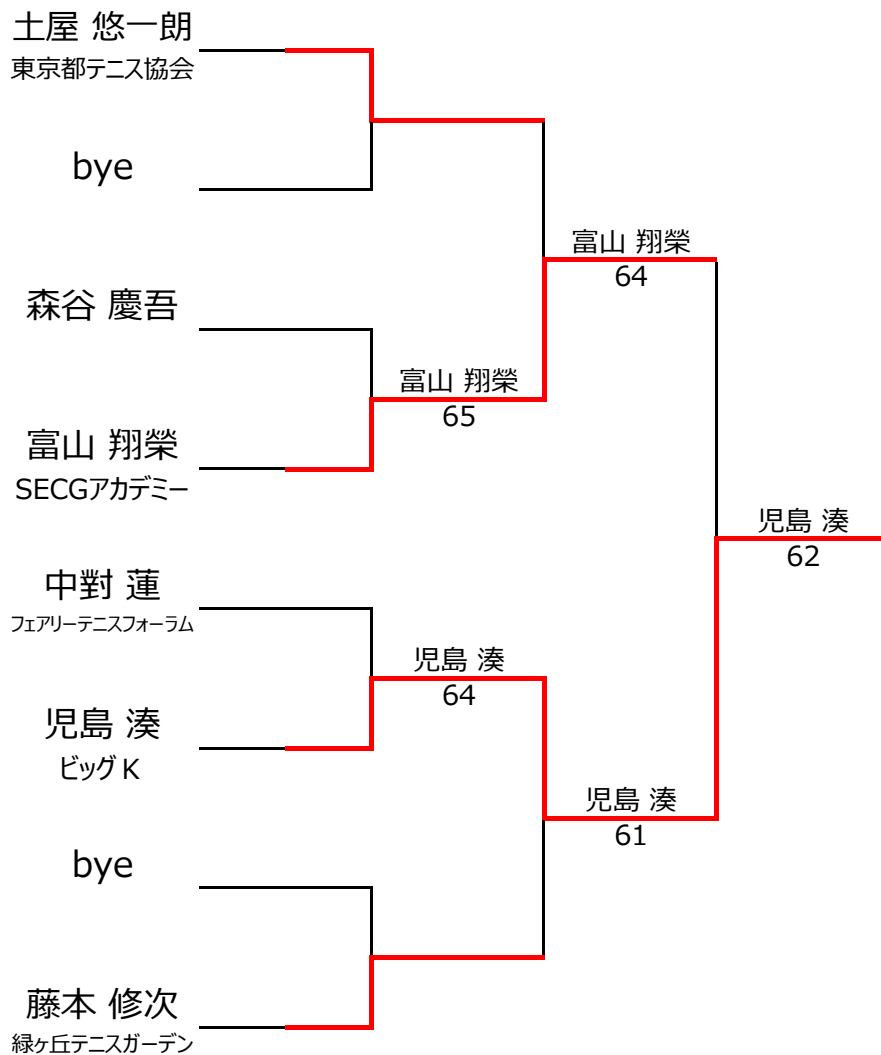 土屋 悠一朗
東京都テニス協会
bye
富山 翔榮
64
森谷 慶吾
富山 翔榮
65
富山 翔榮
SECGアカデミー
児島 湊
62
中對 蓮
フェアリーテニスフォーラム
児島 湊
64
児島 湊
ビッグK
児島 湊
61
bye
藤本 修次
緑ヶ丘テニスガーデン